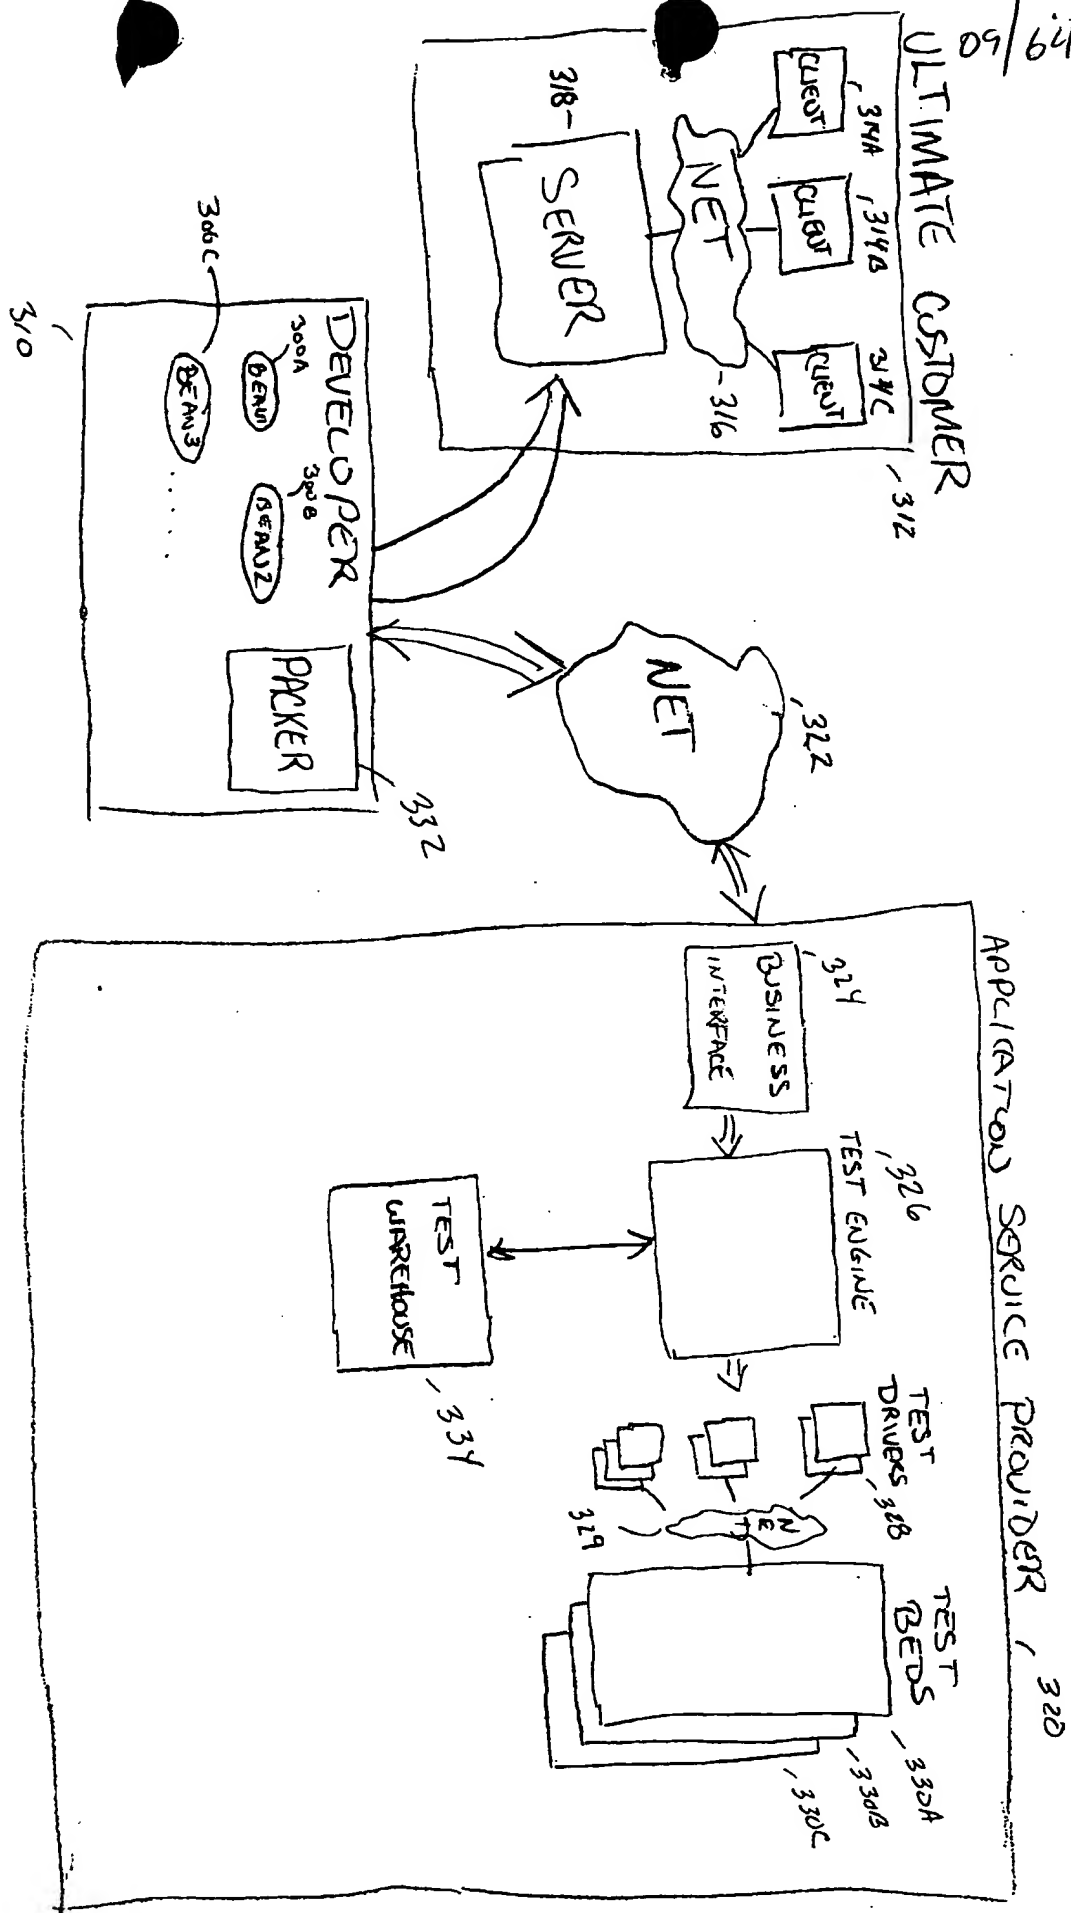 09/64
ULTIMATE CUSTOMER
312
CLIENT
314A
CLIENT
314B
CLIENT
314C
NET
316
318
SERVER
DEVELOPER
300A
BEAN1
300B
BEAN2
300C
BEAN3
.....
PACKER
332
310
NET
322
APPLICATION SERVICE PROVIDER
320
324
BUSINESS
INTERFACE
326
TEST ENGINE
TEST
WAREHOUSE
334
TEST
DRIVERS
328
NET
329
TEST
BEDS
330A
330B
330C